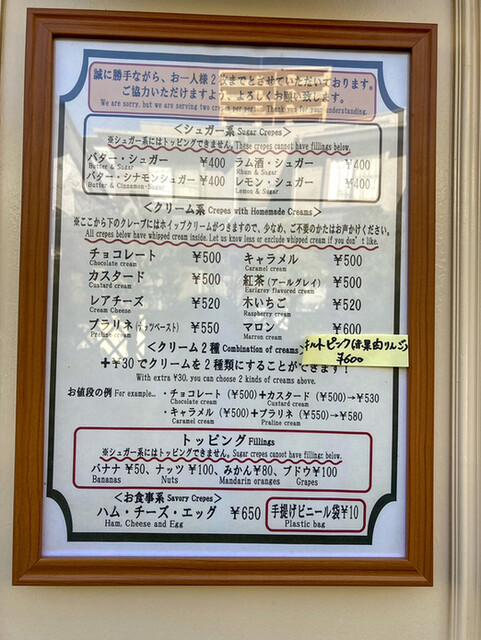 誠に勝手ながら、お一人様２枚までとさせていただいております。
ご協力いただけますよう、よろしくお願い致します。
We are sorry, but we are serving two crepes per person. Thank you for your understanding.
＜シュガー系 Sugar Crepes＞
※シュガー系にはトッピングできません。These crepes cannot have fillings below.
バター・シュガー ￥400 ラム酒・シュガー ￥400
Butter & Sugar Rhum & Sugar
バター・シナモンシュガー ￥400 レモン・シュガー ￥400
Butter & Cinnamon-Sugar Lemon & Sugar
＜クリーム系 Crepes with Homemade Creams＞
※ここから下のクレープにはホイップクリームがつきますので、少なめ、ご不要のかたはお声かけください。
All crepes below have whipped cream inside. Let us know less or exclude whipped cream if you don't like.
チョコレート ￥500 キャラメル ￥500
Chocolate cream Caramel cream
カスタード ￥500 紅茶（アールグレイ） ￥500
Custard cream Earlgrey flavored cream
レアチーズ ￥520 木いちご ￥520
Cream Cheese Raspberry cream
プラリネ（ナッツペースト） ￥550 マロン ￥600
Praline cream Marron cream
＜クリーム２種 Combination of creams＞
ピンク(赤果肉りんご)
￥600
＋￥30でクリームを２種類にすることができます！
With extra ¥30, you can choose 2 kinds of creams above.
お値段の例 For example... ・チョコレート（￥500）＋カスタード（￥500）→￥530
Chocolate cream Custard cream
・キャラメル（￥500）＋プラリネ（￥550）→￥580
Caramel cream Praline cream
トッピング Fillings
※シュガー系にはトッピングできません。Sugar crepes cannot have fillings below.
バナナ ￥50、ナッツ ￥100、みかん￥80、ブドウ￥100
Bananas Nuts Mandarin oranges Grapes
＜お食事系 Savory Crepes＞
ハム・チーズ・エッグ ￥650
Ham, Cheese and Egg
手提げビニール袋￥10
Plastic bag